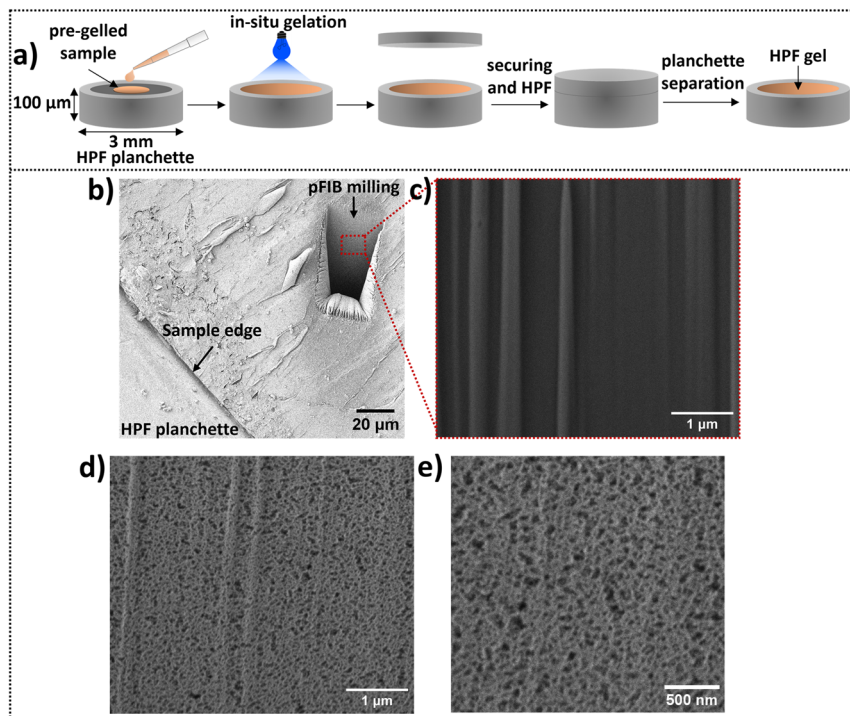 a)
pre-gelled
sample
in-situ gelation
securing
and HPF
planchette
separation
HPF gel
100 µm
3 mm
HPF planchette
b)
pFIB milling
Sample edge
HPF planchette
20 µm
c)
1 µm
d)
1 µm
e)
500 nm